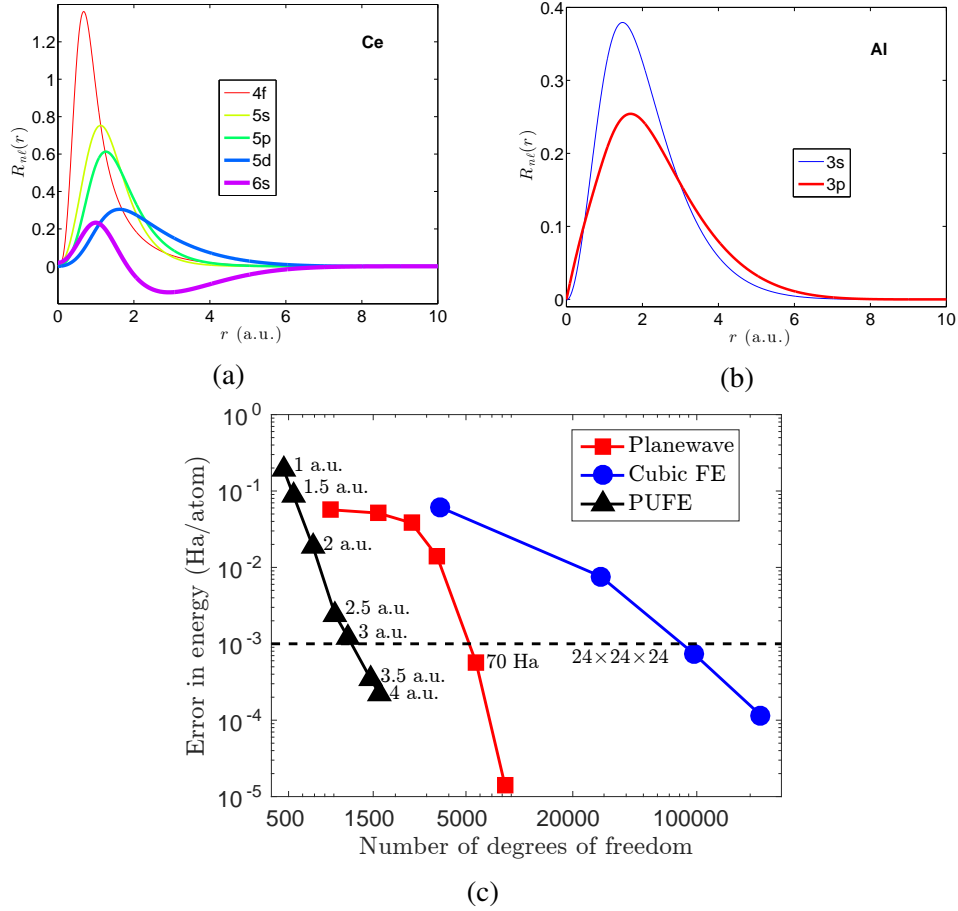 Ce
4f
5s
5p
5d
6s
R_{nℓ}(r)
1.2
1
0.8
0.6
0.4
0.2
0
0 2 4 6 8 10
r (a.u.)
(a)
Al
3s
3p
R_{nℓ}(r)
0.4
0.3
0.2
0.1
0
0 2 4 6 8 10
r (a.u.)
(b)
Planewave
Cubic FE
PUFE
1 a.u.
1.5 a.u.
2 a.u.
2.5 a.u.
3 a.u.
3.5 a.u.
4 a.u.
70 Ha
24×24×24
Error in energy (Ha/atom)
10^0
10^-1
10^-2
10^-3
10^-4
10^-5
500 1500 5000 20000 100000
Number of degrees of freedom
(c)